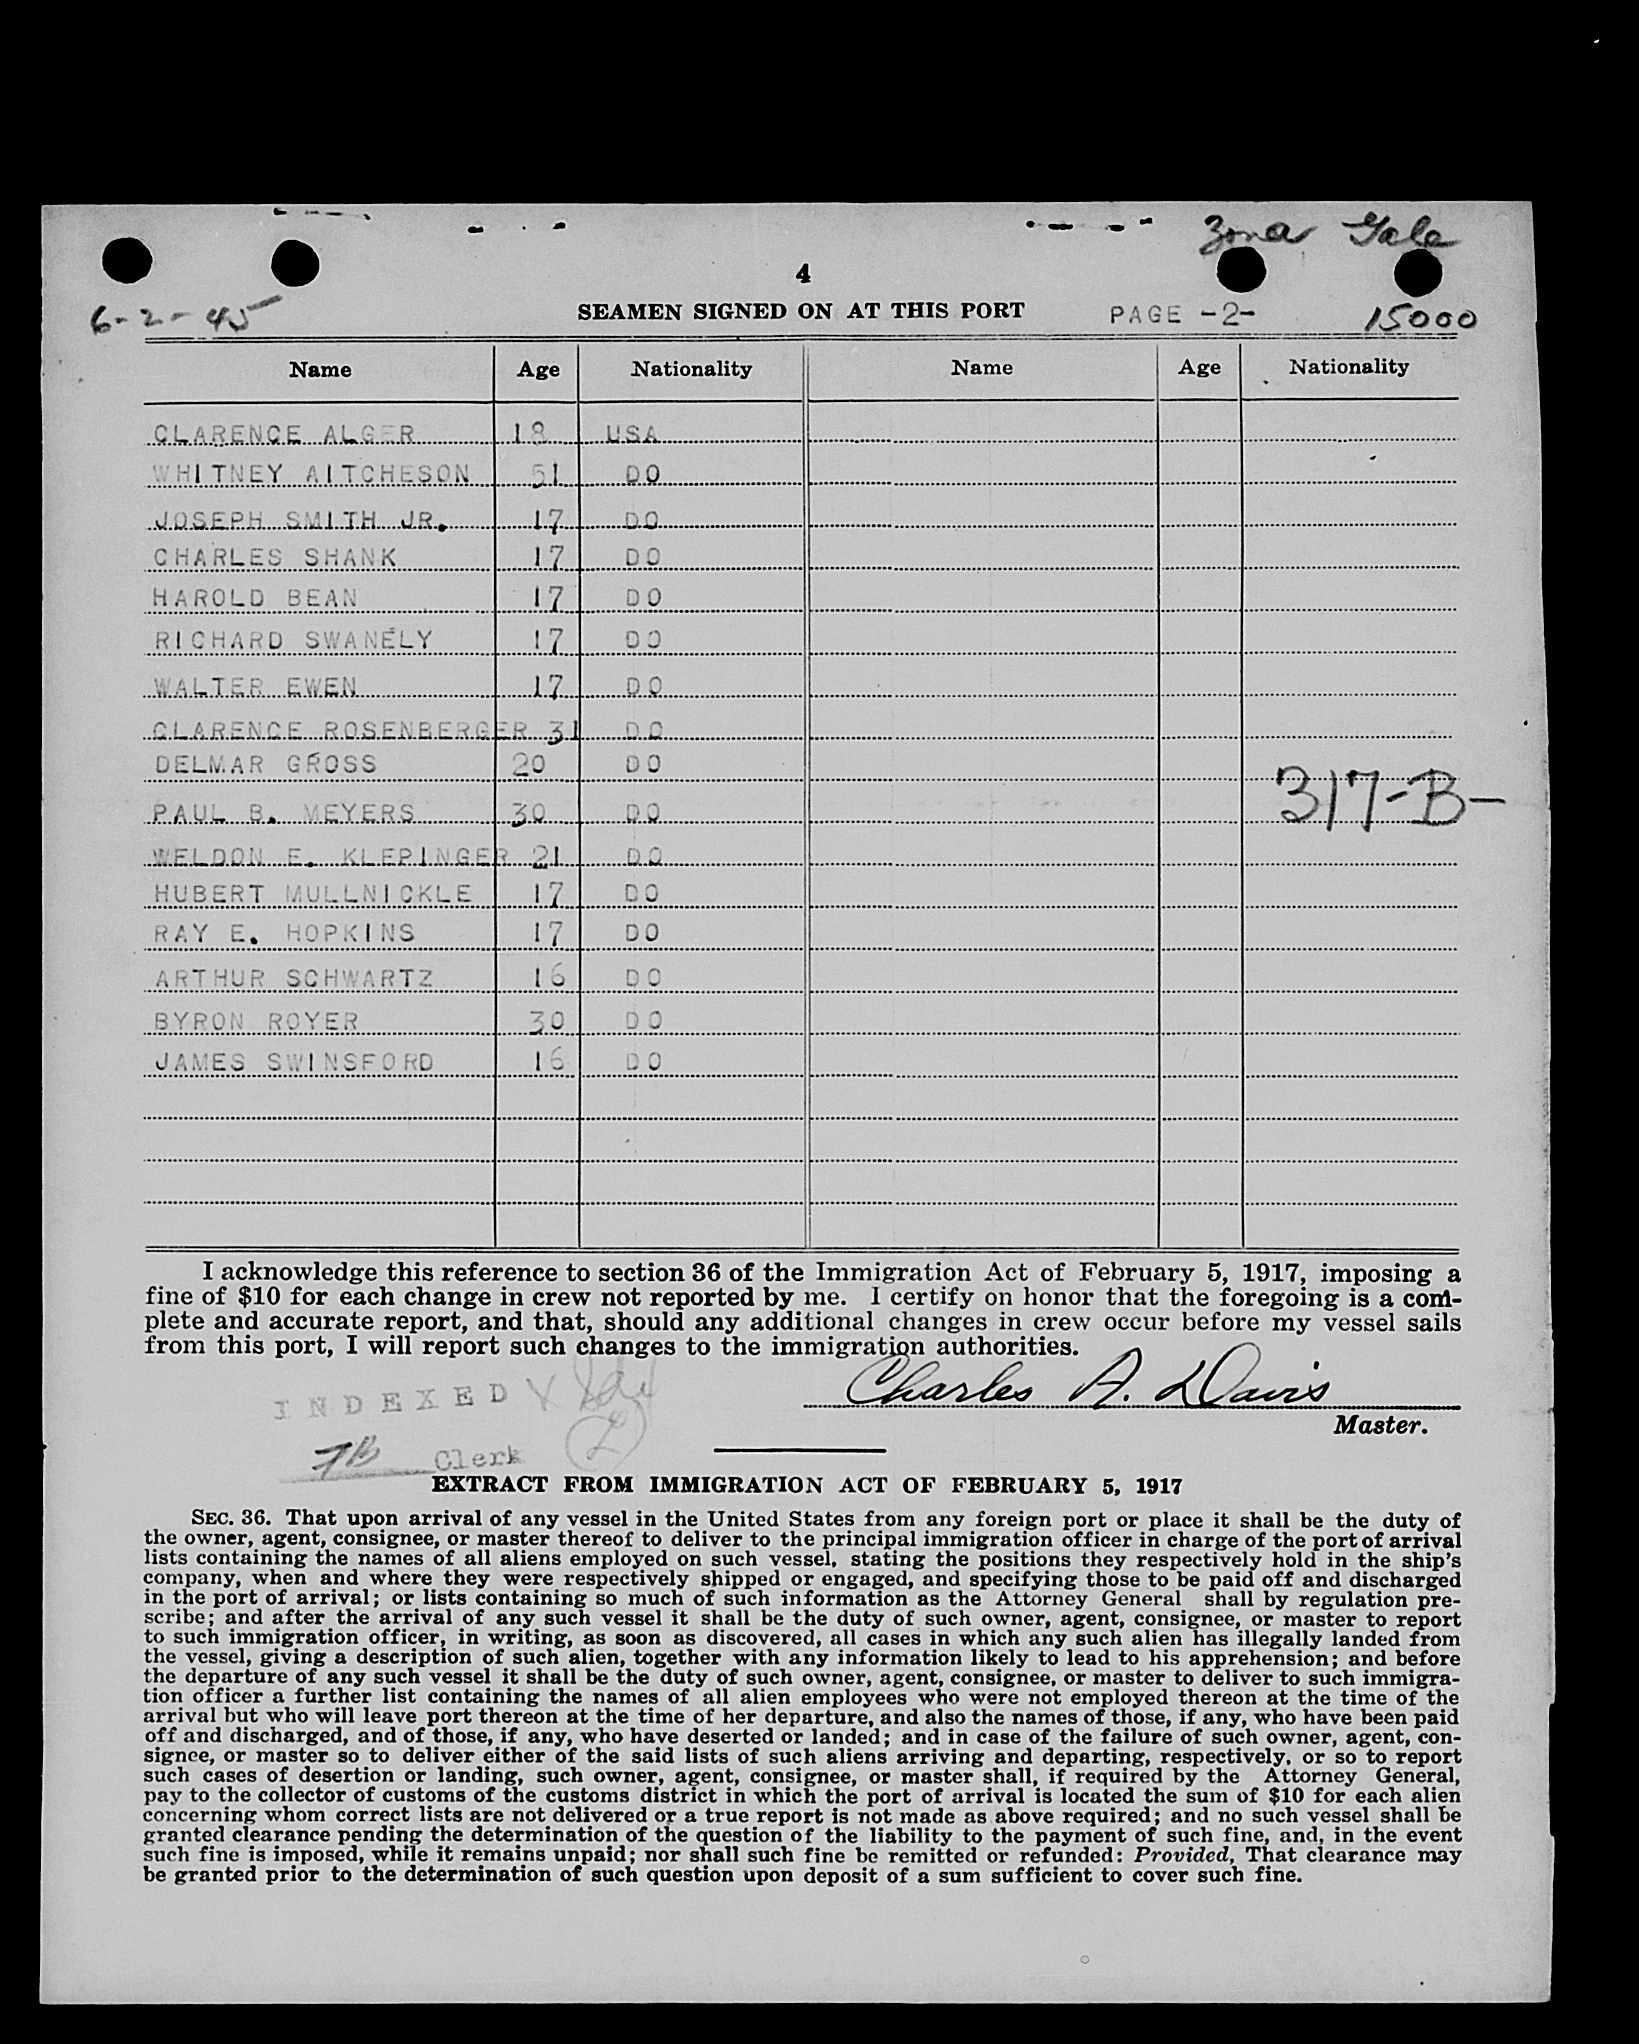 Zona Gale
4
6-2-45 SEAMEN SIGNED ON AT THIS PORT PAGE -2- 15000
Name Age Nationality Name Age Nationality
CLARENCE ALGER 18 USA
WHITNEY AITCHESON 51 DO
JOSEPH SMITH JR. 17 DO
CHARLES SHANK 17 DO
HAROLD BEAN 17 DO
RICHARD SWANELY 17 DO
WALTER EWEN 17 DO
CLARENCE ROSENBERGER 31 DO
DELMAR GROSS 20 DO
317-B-
PAUL B. MEYERS 30 DO
WELDON E. KLEPINGER 21 DO
HUBERT MULLNICKLE 17 DO
RAY E. HOPKINS 17 DO
ARTHUR SCHWARTZ 16 DO
BYRON ROYER 30 DO
JAMES SWINSFORD 16 DO
I acknowledge this reference to section 36 of the Immigration Act of February 5, 1917, imposing a
fine of $10 for each change in crew not reported by me. I certify on honor that the foregoing is a com-
plete and accurate report, and that, should any additional changes in crew occur before my vessel sails
from this port, I will report such changes to the immigration authorities.
INDEXED
Charles A. Davis
Master.
7B Clerk
EXTRACT FROM IMMIGRATION ACT OF FEBRUARY 5, 1917
SEC. 36. That upon arrival of any vessel in the United States from any foreign port or place it shall be the duty of
the owner, agent, consignee, or master thereof to deliver to the principal immigration officer in charge of the port of arrival
lists containing the names of all aliens employed on such vessel, stating the positions they respectively hold in the ship's
company, when and where they were respectively shipped or engaged, and specifying those to be paid off and discharged
in the port of arrival; or lists containing so much of such information as the Attorney General shall by regulation pre-
scribe; and after the arrival of any such vessel it shall be the duty of such owner, agent, consignee, or master to report
to such immigration officer, in writing, as soon as discovered, all cases in which any such alien has illegally landed from
the vessel, giving a description of such alien, together with any information likely to lead to his apprehension; and before
the departure of any such vessel it shall be the duty of such owner, agent, consignee, or master to deliver to such immigra-
tion officer a further list containing the names of all alien employees who were not employed thereon at the time of the
arrival but who will leave port thereon at the time of her departure, and also the names of those, if any, who have been paid
off and discharged, and of those, if any, who have deserted or landed; and in case of the failure of such owner, agent, con-
signee, or master so to deliver either of the said lists of such aliens arriving and departing, respectively, or so to report
such cases of desertion or landing, such owner, agent, consignee, or master shall, if required by the Attorney General,
pay to the collector of customs of the customs district in which the port of arrival is located the sum of $10 for each alien
concerning whom correct lists are not delivered or a true report is not made as above required; and no such vessel shall be
granted clearance pending the determination of the question of the liability to the payment of such fine, and, in the event
such fine is imposed, while it remains unpaid; nor shall such fine be remitted or refunded: Provided, That clearance may
be granted prior to the determination of such question upon deposit of a sum sufficient to cover such fine.